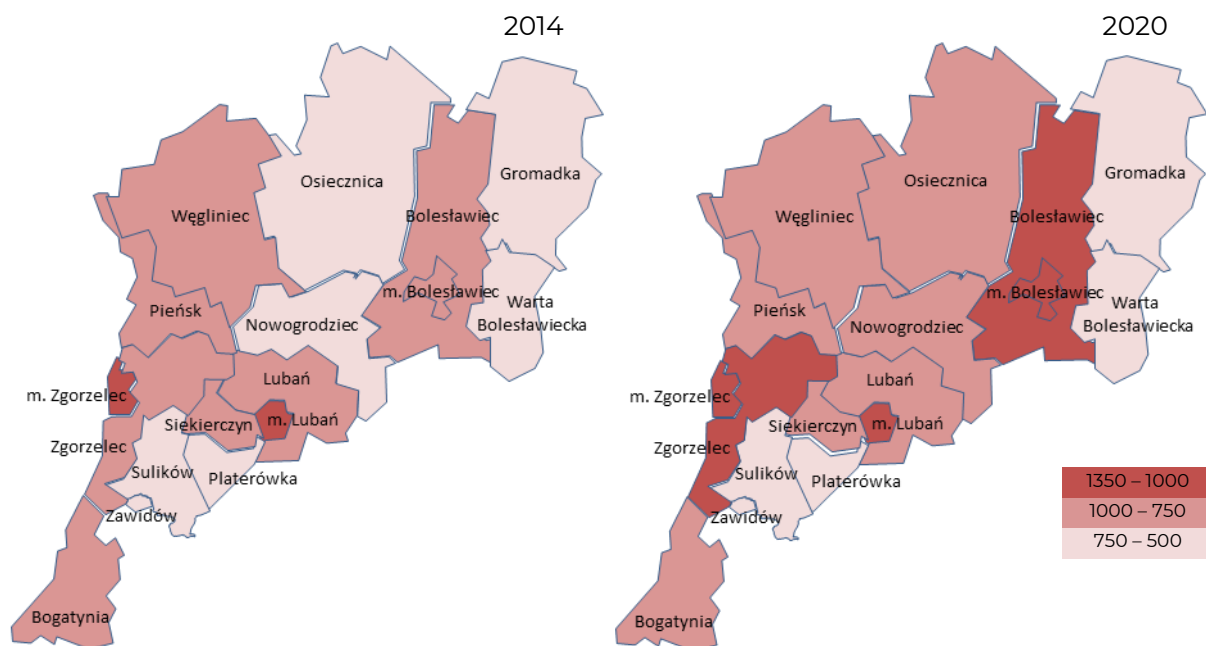 2014
Osiecznica
Gromadka
Węgliniec
Bolesławiec
m. Bolesławiec
Pieńsk
Nowogrodziec
Warta
Bolesławiecka
Lubań
m. Zgorzelec
Siekierczyn
m. Lubań
Zgorzelec
Sulików
Platerówka
Zawidów
Bogatynia
2020
Osiecznica
Gromadka
Węgliniec
Bolesławiec
m. Bolesławiec
Pieńsk
Nowogrodziec
Warta
Bolesławiecka
Lubań
m. Zgorzelec
Siekierczyn
m. Lubań
Zgorzelec
Sulików
Platerówka
Zawidów
Bogatynia
1350 – 1000
1000 – 750
750 – 500